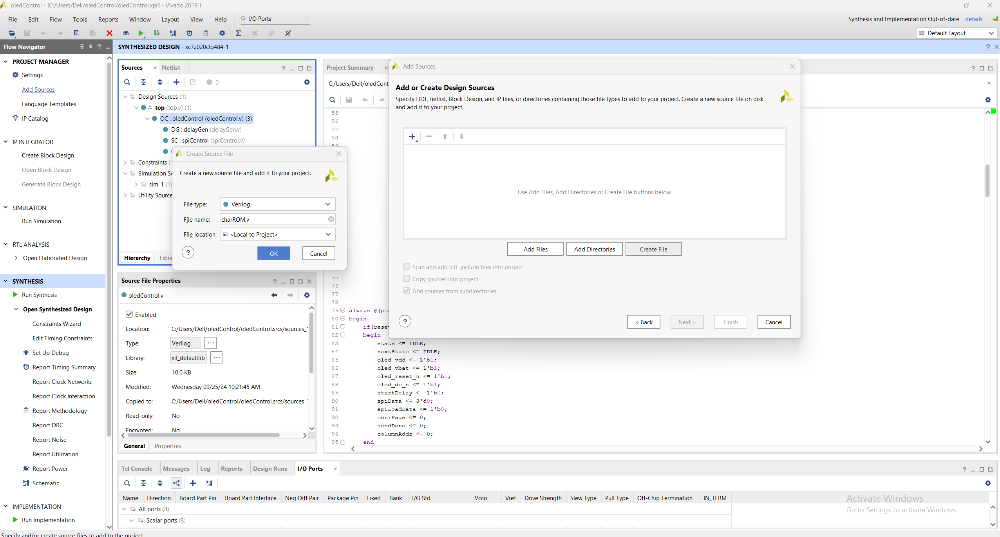 oledControl - [C:/Users/Dell/oledControl/oledControl.xpr] - Vivado 2019.1
File Edit Flow Tools Reports Window Layout View Help I/O Ports
Synthesis and Implementation Out-of-date details
Default Layout
Flow Navigator
SYNTHESIZED DESIGN - xc7z020clg484-1
PROJECT MANAGER
Settings
Add Sources
Language Templates
IP Catalog
IP INTEGRATOR
Create Block Design
Open Block Design
Generate Block Design
SIMULATION
Run Simulation
RTL ANALYSIS
Open Elaborated Design
SYNTHESIS
Run Synthesis
Open Synthesized Design
Constraints Wizard
Edit Timing Constraints
Set Up Debug
Report Timing Summary
Report Clock Networks
Report Clock Interaction
Report Methodology
Report DRC
Report Noise
Report Utilization
Report Power
Schematic
IMPLEMENTATION
Run Implementation
Specify and/or create source files to add to the project
Sources Netlist
0
Design Sources (1)
top (top.v) (1)
OC : oledControl (oledControl.v) (3)
DG : delayGen (delayGen.v)
SC : spiControl (spiControl.v)
Constraints
Simulation
sim_1 (1)
Utility Source
Hierarchy
Create Source File
Create a new source file and add it to your project.
File type: Verilog
File name: charROM.v
File location: <Local to Project>
? OK Cancel
Source File Properties
oledControl.v
Enabled
Location: C:/Users/Dell/oledControl/oledControl.srcs/sources_
Type: Verilog
Library: xil_defaultlib
Size: 10.0 KB
Modified: Wednesday 09/25/24 10:21:45 AM
Copied to: C:/Users/Dell/oledControl/oledControl.srcs/sources_
Read-only: No
Encrypted: No
General Properties
Project Summary
C:/Users/Dell/oledCont
55
56
57
58
59
75
76
77
78
79 always @(po
80 begin
81 if(reset
82 begin
83 state <= IDLE;
84 nextState <= IDLE;
85 oled_vdd <= 1'b1;
86 oled_vbat <= 1'b1;
87 oled_reset_n <= 1'b1;
88 oled_dc_n <= 1'b1;
89 startDelay <= 1'b0;
90 spiData <= 8'd0;
91 spiLoadData <= 1'b0;
92 currPage <= 0;
93 sendDone <= 0;
94 columnAddr <= 0;
95 end
Add Sources
Add or Create Design Sources
Specify HDL, netlist, Block Design, and IP files, or directories containing those file types to add to your project. Create a new source file on disk
and add it to your project.
Use Add Files, Add Directories or Create File buttons below
Add Files Add Directories Create File
Scan and add RTL include files into project
Copy sources into project
Add sources from subdirectories
? < Back Next > Finish Cancel
Tcl Console Messages Log Reports Design Runs I/O Ports
Name Direction Board Part Pin Board Part Interface Neg Diff Pair Package Pin Fixed Bank I/O Std Vcco Vref Drive Strength Slew Type Pull Type Off-Chip Termination IN_TERM
All ports (8)
Scalar ports (8)
Activate Windows
Go to Settings to activate Windows.